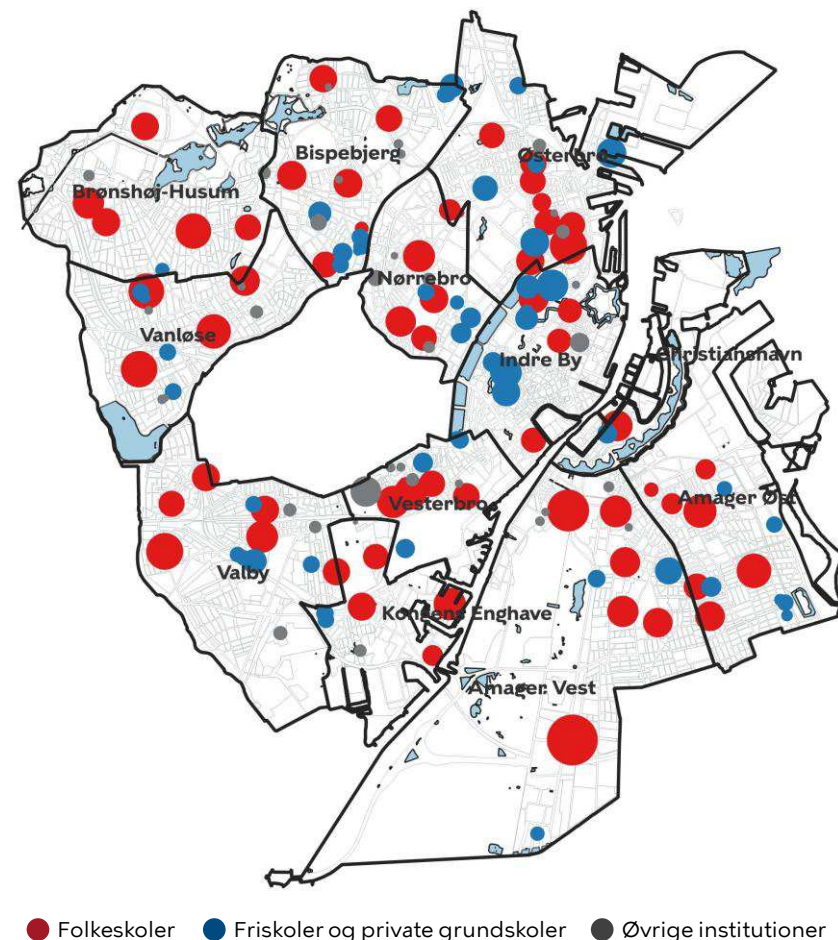 Bispebjerg
Østerbro
Brønshøj-Husum
Nørrebro
Vanløse
Indre By
Christianshavn
Vesterbro
Amager Øst
Valby
Kongens Enghave
Amager Vest
Folkeskoler
Friskoler og private grundskoler
Øvrige institutioner